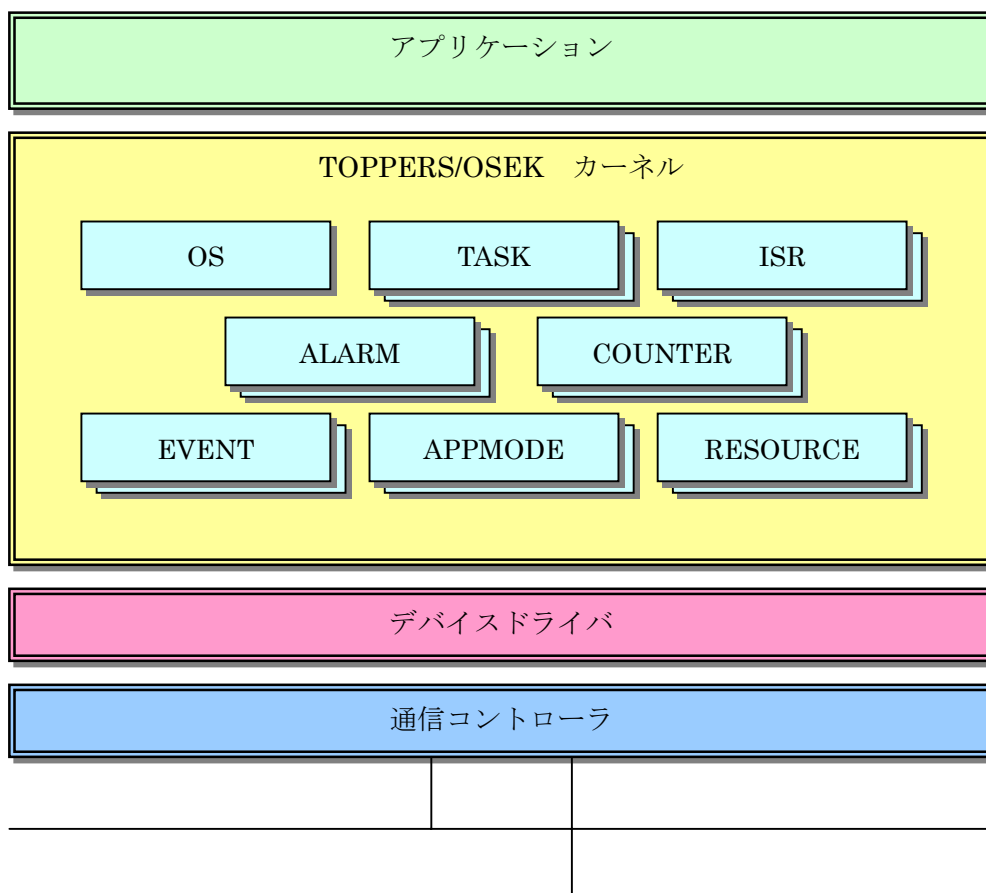 アプリケーション
TOPPERS/OSEK　カーネル
OS
TASK
ISR
ALARM
COUNTER
EVENT
APPMODE
RESOURCE
デバイスドライバ
通信コントローラ